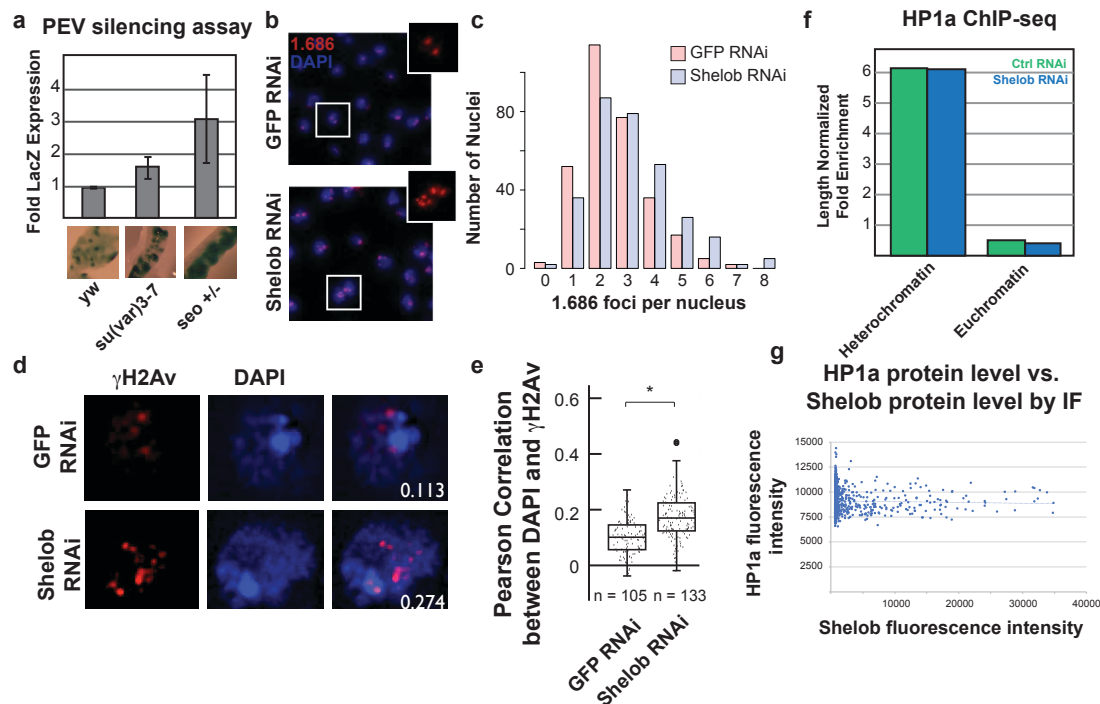 a
PEV silencing assay
Fold LacZ Expression
4
3
2
1
yw
su(var)3-7
seo +/-
b
1.686
DAPI
GFP RNAi
Shelob RNAi
c
GFP RNAi
Shelob RNAi
Number of Nuclei
80
40
0
0 1 2 3 4 5 6 7 8
1.686 foci per nucleus
d
γH2Av
DAPI
GFP
RNAi
0.113
Shelob
RNAi
0.274
e
Pearson Correlation
between DAPI and γH2Av
0.6
0.4
0.2
0
*
n = 105
n = 133
GFP RNAi
Shelob RNAi
f
HP1a ChIP-seq
Length Normalized
Fold Enrichment
6
5
4
3
2
1
Ctrl RNAi
Shelob RNAi
Heterochromatin
Euchromatin
g
HP1a protein level vs.
Shelob protein level by IF
HP1a fluorescence
intensity
15000
12500
10000
7500
5000
2500
10000 20000 30000 40000
Shelob fluorescence intensity